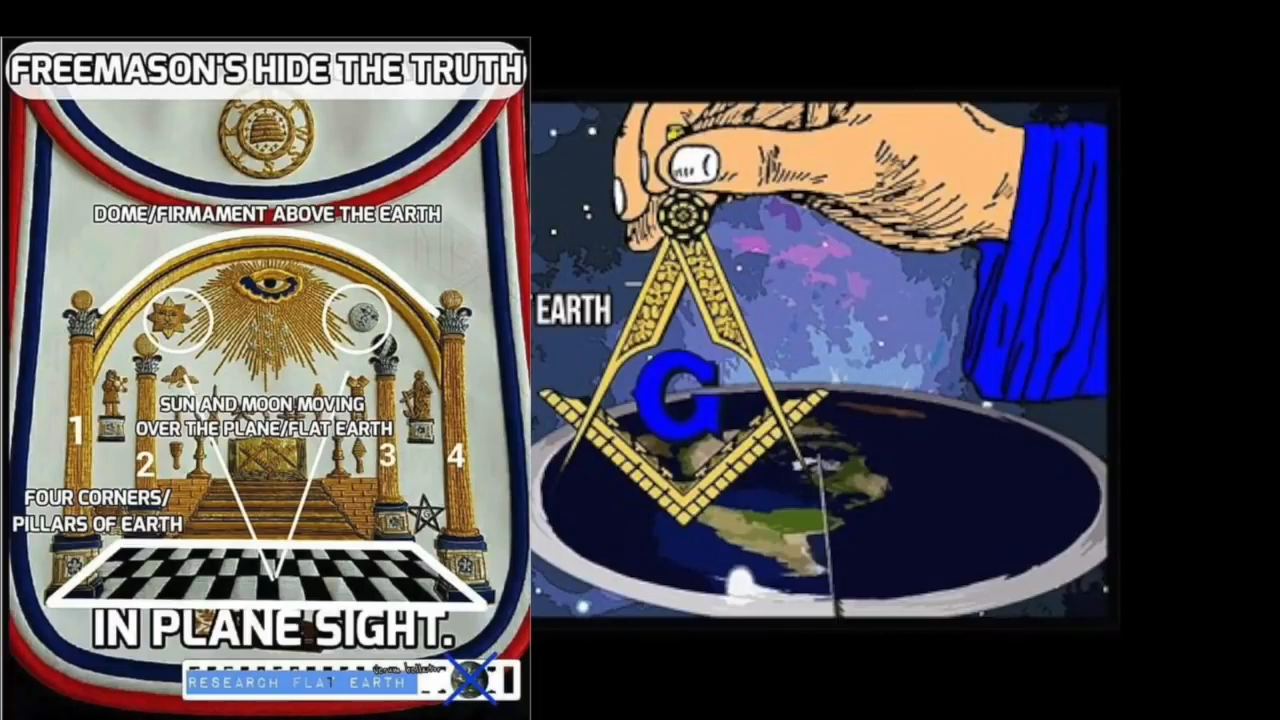 FREEMASON'S HIDE THE TRUTH
DOME/FIRMAMENT ABOVE THE EARTH
SUN AND MOON MOVING
OVER THE PLANE/FLAT EARTH
1
2
3
4
FOUR CORNERS/
PILLARS OF EARTH
G
IN PLANE SIGHT.
RESEARCH FLAT EARTH
EARTH
G